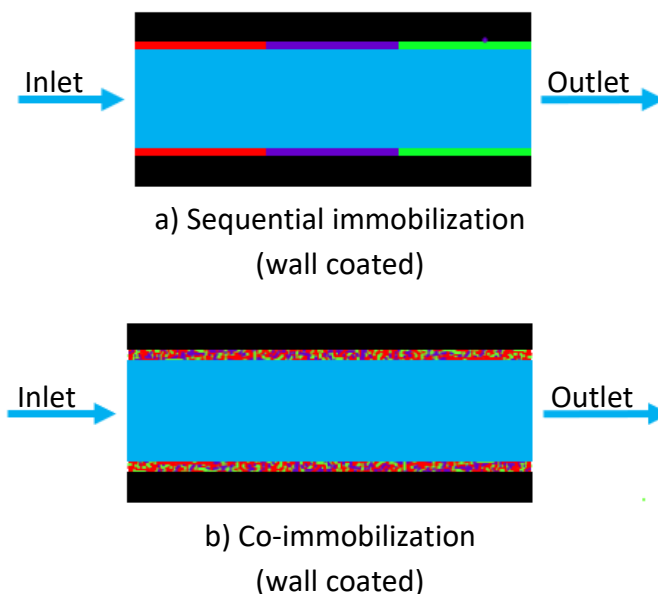 Inlet
Outlet
a) Sequential immobilization
(wall coated)
Inlet
Outlet
b) Co-immobilization
(wall coated)